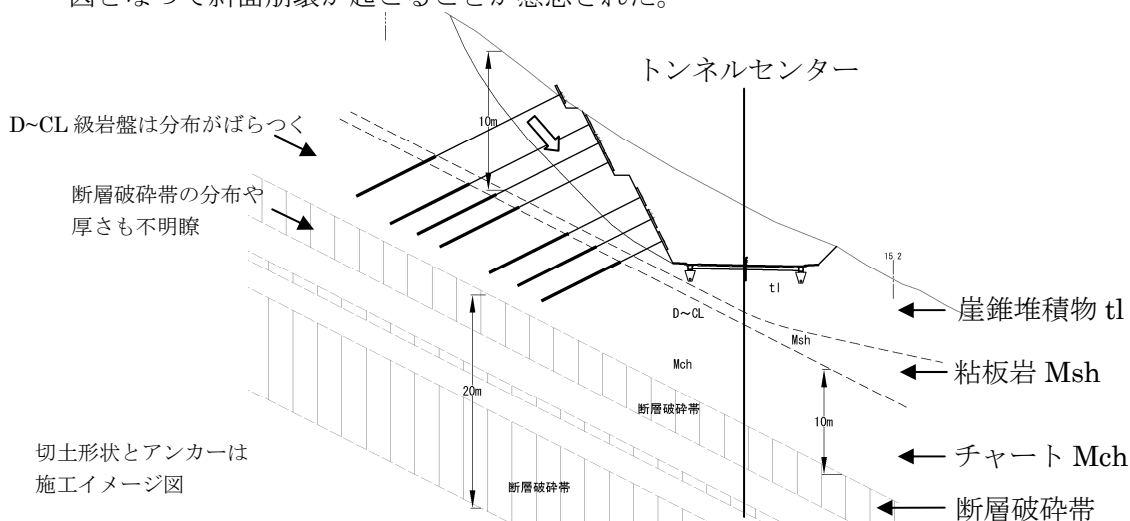 因となって斜面崩壊が起こることが懸念された。
トンネルセンター
D~CL 級岩盤は分布がばらつく
10m
断層破砕帯の分布や
厚さも不明瞭
15.2
tl
崖錐堆積物 tl
D～CL
Msh
粘板岩 Msh
Mch
20m
断層破砕帯
10m
切土形状とアンカーは
施工イメージ図
チャート Mch
断層破砕帯
断層破砕帯